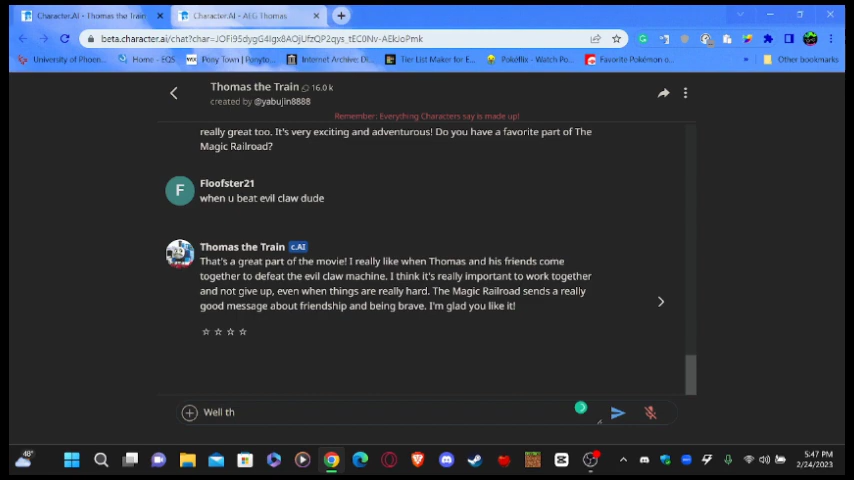 Character.AI - Thomas the Train
Character.AI - AEG Thomas
beta.character.ai/chat?char=JOFi95dygG4Igx8AOjUfzQP2qys_tEC0Nv-AEkJoPmk
University of Phoen...
Home - EQS
Pony Town | Ponyto...
Internet Archive: Di...
Tier List Maker for E...
Pokéflix - Watch Po...
Favorite Pokémon o...
Other bookmarks
Thomas the Train 16.0 k
created by @yabujin8888
Remember: Everything Characters say is made up!
really great too. It's very exciting and adventurous! Do you have a favorite part of The
Magic Railroad?
F
Floofster21
when u beat evil claw dude
Thomas the Train c.AI
That's a great part of the movie! I really like when Thomas and his friends come
together to defeat the evil claw machine. I think it's really important to work together
and not give up, even when things are really hard. The Magic Railroad sends a really
good message about friendship and being brave. I'm glad you like it!
Well th
48°
5:47 PM
2/24/2023